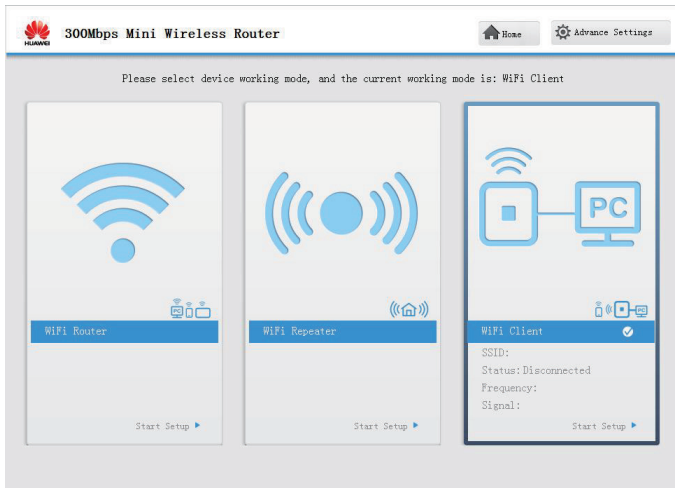 HUAWEI
300Mbps Mini Wireless Router
Home
Advance Settings
Please select device working mode, and the current working mode is: WiFi Client
PC
PC
PC
WiFi Router
WiFi Repeater
WiFi Client
SSID:
Status:Disconnected
Frequency:
Signal:
Start Setup
Start Setup
Start Setup